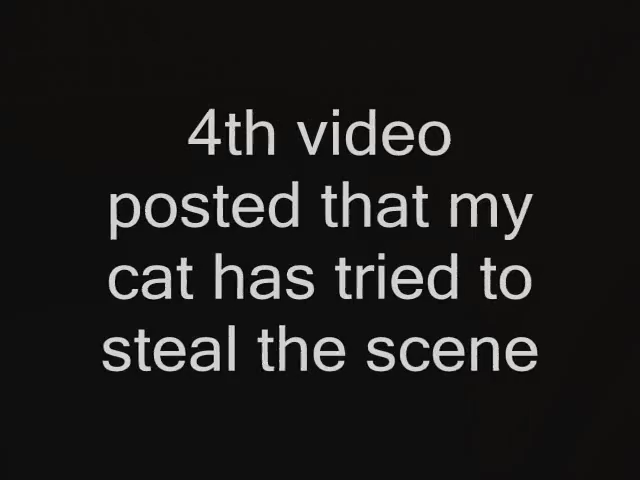 4th video
posted that my
cat has tried to
steal the scene